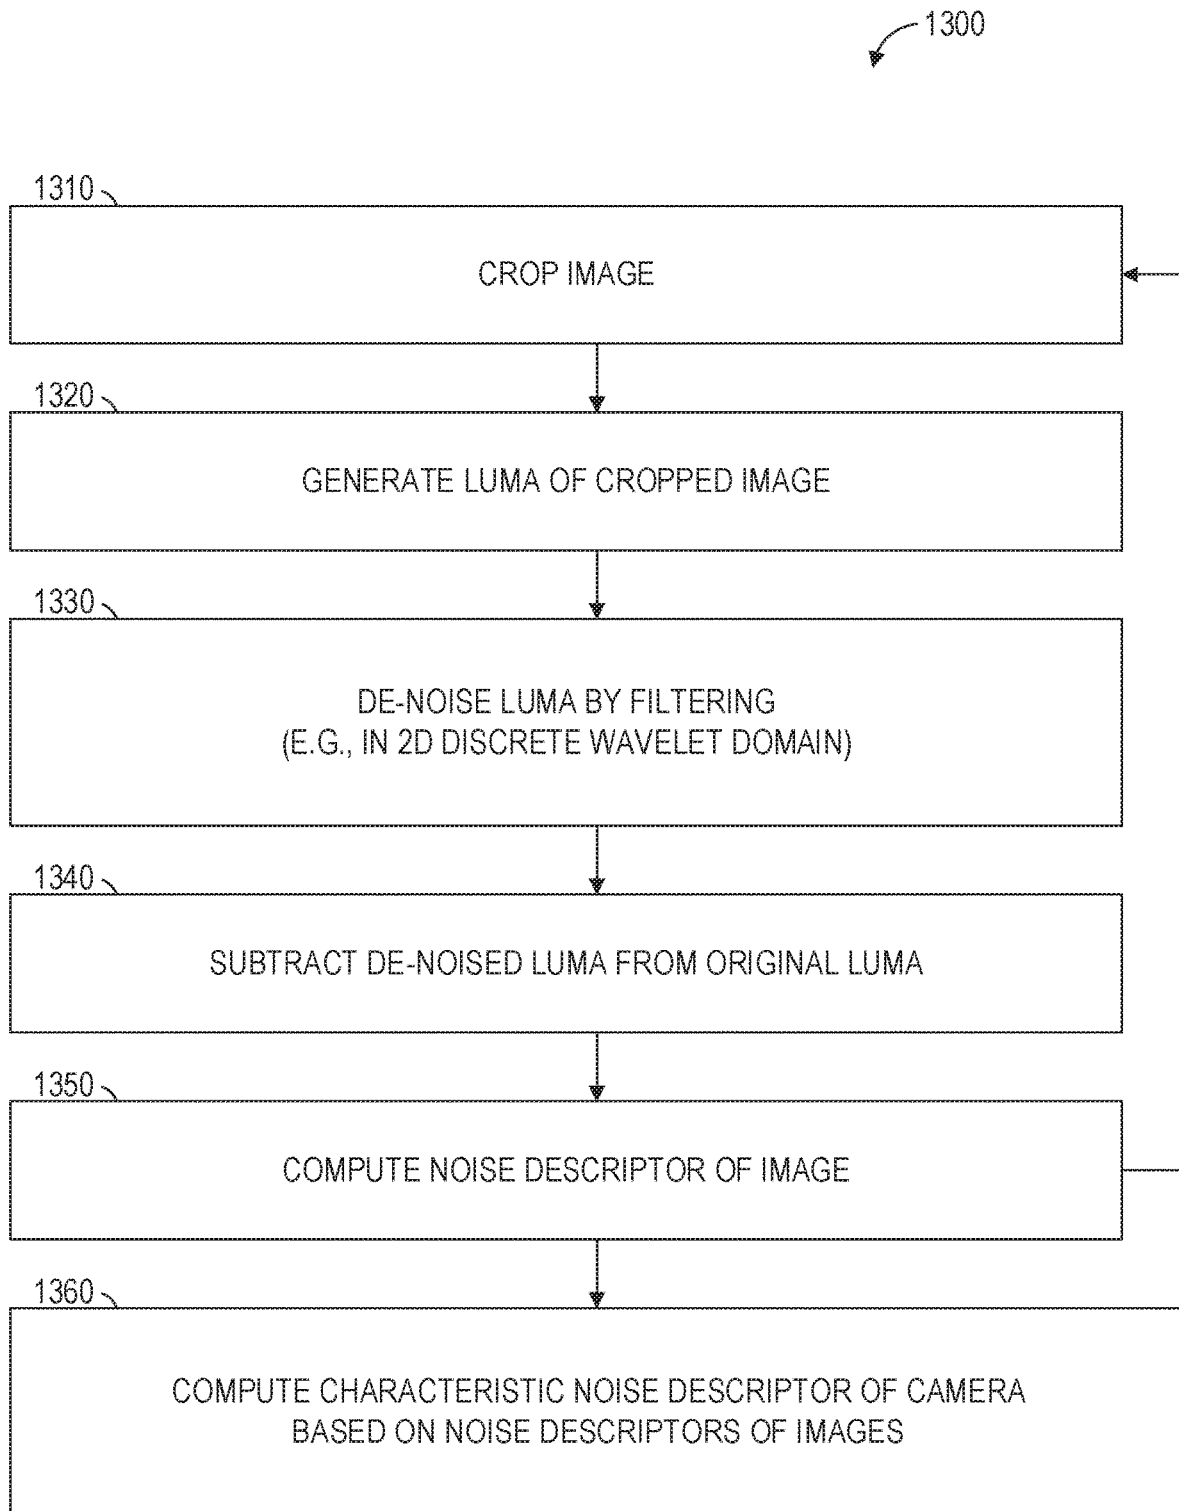 1300
1310
CROP IMAGE
1320
GENERATE LUMA OF CROPPED IMAGE
1330
DE-NOISE LUMA BY FILTERING
(E.G., IN 2D DISCRETE WAVELET DOMAIN)
1340
SUBTRACT DE-NOISED LUMA FROM ORIGINAL LUMA
1350
COMPUTE NOISE DESCRIPTOR OF IMAGE
1360
COMPUTE CHARACTERISTIC NOISE DESCRIPTOR OF CAMERA
BASED ON NOISE DESCRIPTORS OF IMAGES